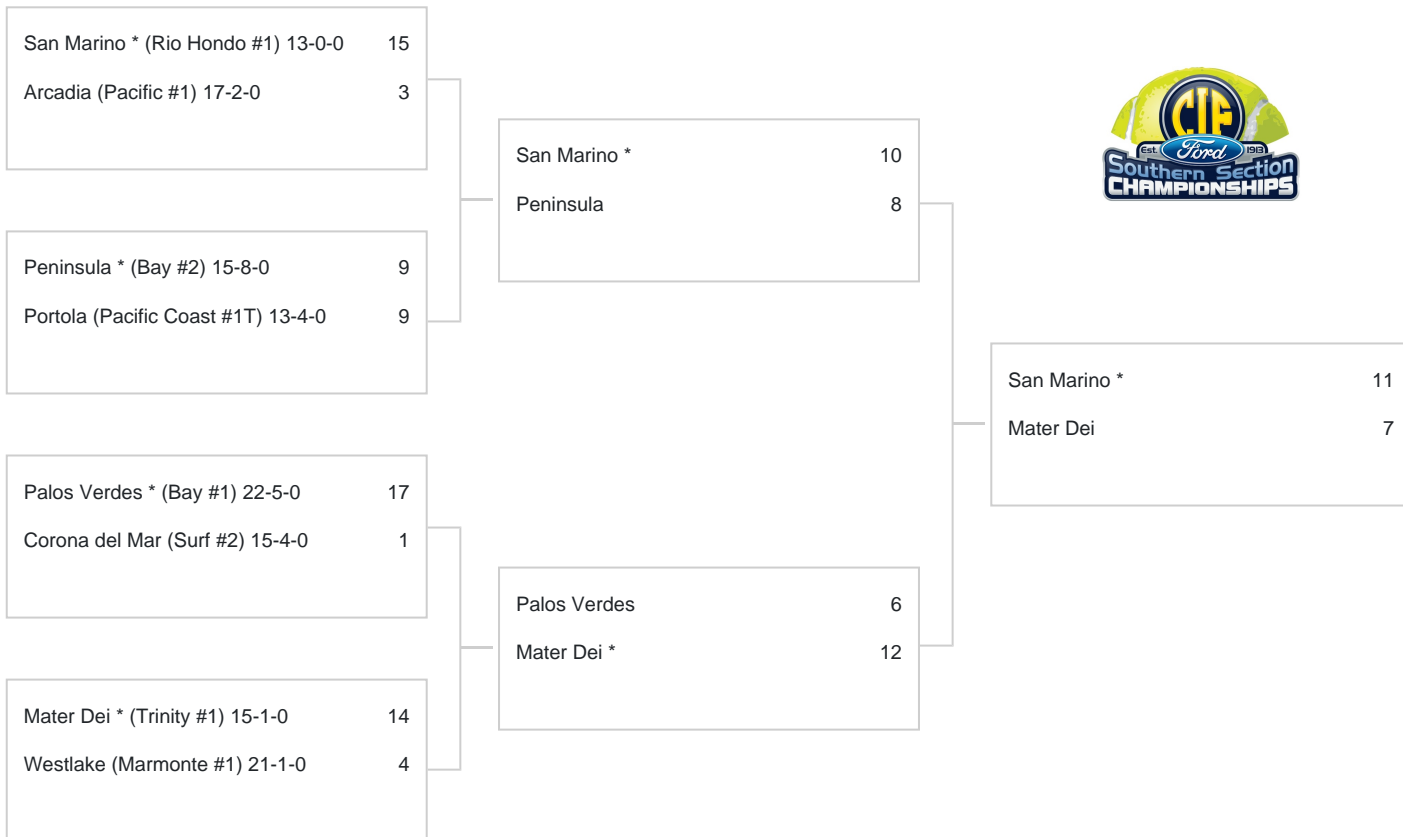 San Marino * (Rio Hondo #1) 13-0-0 15
Arcadia (Pacific #1) 17-2-0 3
Peninsula * (Bay #2) 15-8-0 9
Portola (Pacific Coast #1T) 13-4-0 9
Palos Verdes * (Bay #1) 22-5-0 17
Corona del Mar (Surf #2) 15-4-0 1
Mater Dei * (Trinity #1) 15-1-0 14
Westlake (Marmonte #1) 21-1-0 4
San Marino * 10
Peninsula 8
Palos Verdes 6
Mater Dei * 12
San Marino * 11
Mater Dei 7
CIF
Est. Ford 1913
Southern Section
CHAMPIONSHIPS